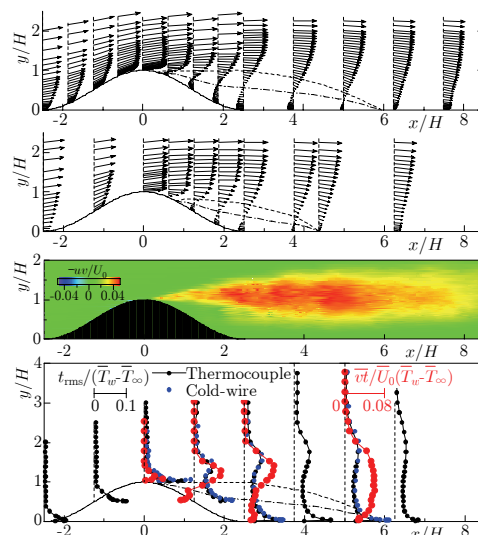 y/H
2
1
0
-2 0 2 4 6 8
x/H
y/H
2
1
0
-2 0 2 4 6 8
x/H
y/H
2
1
0
-uv/U0
-0.04 0.04
-2 0 2 4 6 8
x/H
y/H
4
3
2
1
0
t_rms/(T̅_w-T̅_∞)
0 0.1
Thermocouple
Cold-wire
v̅t̅/U̅_0(T̅_w-T̅_∞)
0 0.08
-2 0 2 4 6 8
x/H